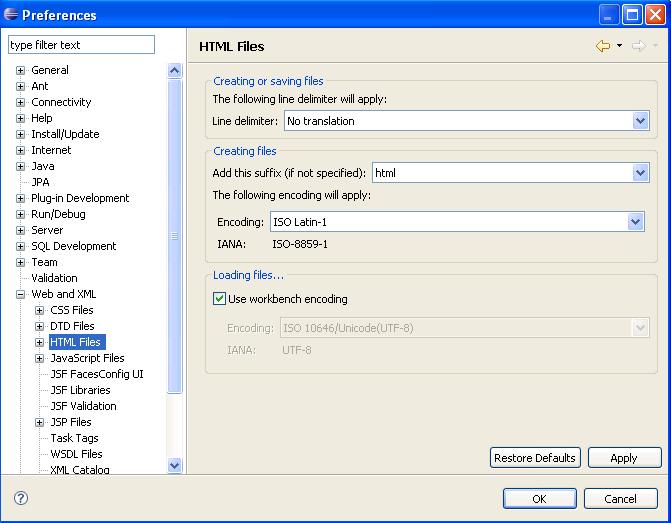 Preferences
type filter text
General
Ant
Connectivity
Help
Install/Update
Internet
Java
JPA
Plug-in Development
Run/Debug
Server
SQL Development
Team
Validation
Web and XML
CSS Files
DTD Files
HTML Files
JavaScript Files
JSF FacesConfig UI
JSF Libraries
JSF Validation
JSP Files
Task Tags
WSDL Files
XML Catalog
HTML Files
Creating or saving files
The following line delimiter will apply:
Line delimiter: No translation
Creating files
Add this suffix (if not specified): html
The following encoding will apply:
Encoding: ISO Latin-1
IANA: ISO-8859-1
Loading files...
Use workbench encoding
Encoding: ISO 10646/Unicode(UTF-8)
IANA: UTF-8
Restore Defaults Apply
? OK Cancel